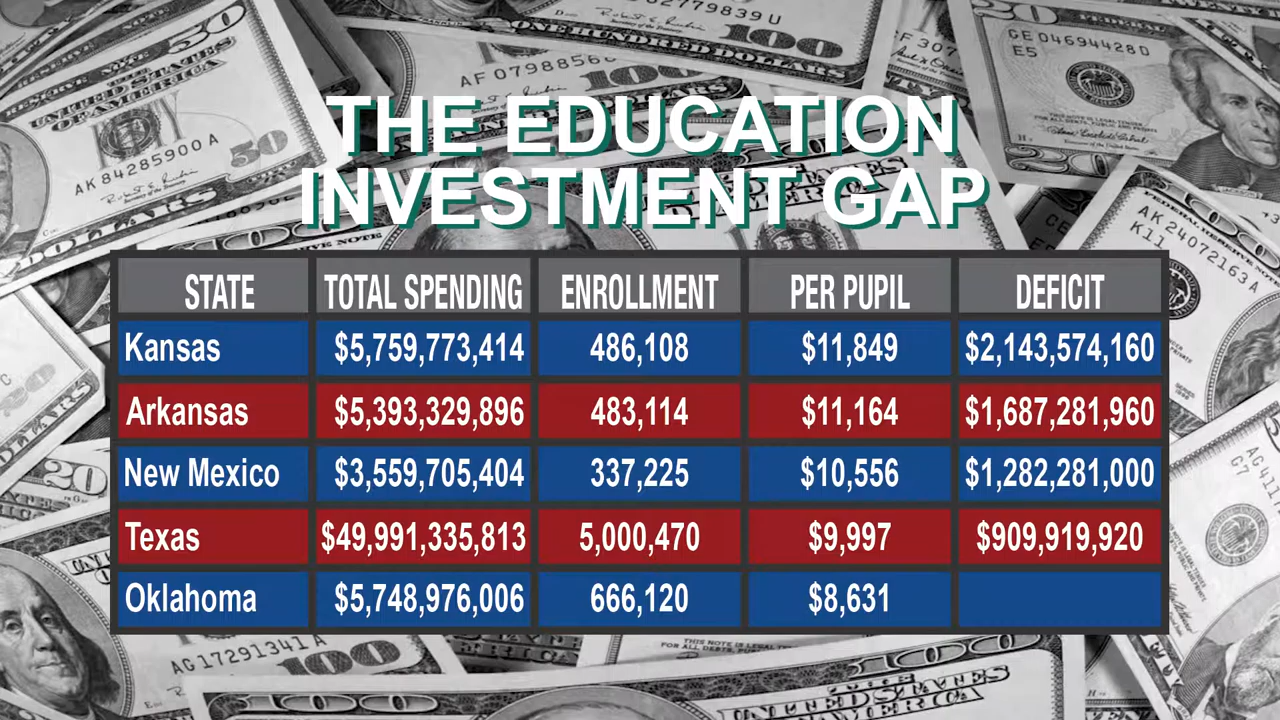 THE EDUCATION
INVESTMENT GAP
STATE TOTAL SPENDING ENROLLMENT PER PUPIL DEFICIT
Kansas $5,759,773,414 486,108 $11,849 $2,143,574,160
Arkansas $5,393,329,896 483,114 $11,164 $1,687,281,960
New Mexico $3,559,705,404 337,225 $10,556 $1,282,281,000
Texas $49,991,335,813 5,000,470 $9,997 $909,919,920
Oklahoma $5,748,976,006 666,120 $8,631